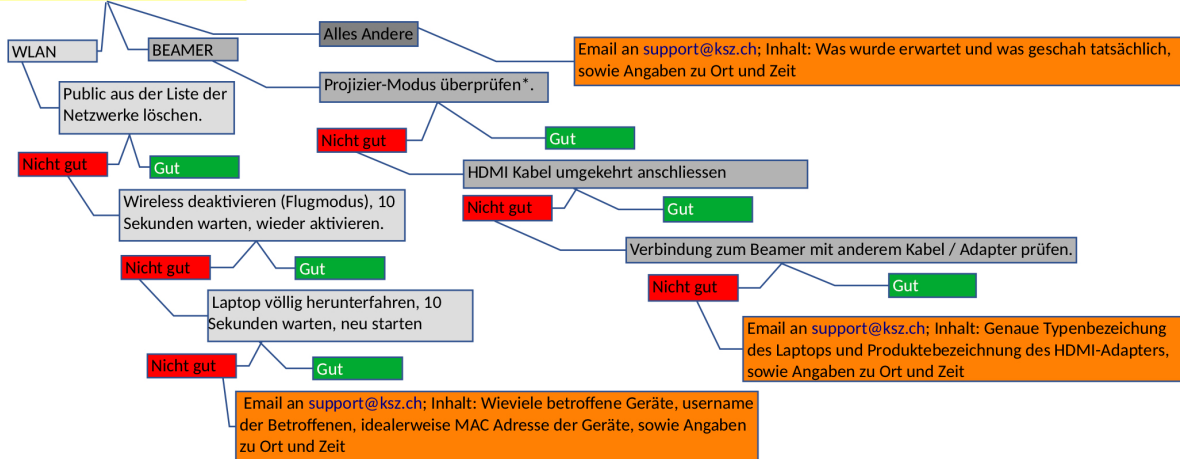 Alles Andere
WLAN
BEAMER
Email an support@ksz.ch; Inhalt: Was wurde erwartet und was geschah tatsächlich,
sowie Angaben zu Ort und Zeit
Projizier-Modus überprüfen*.
Public aus der Liste der
Netzwerke löschen.
Nicht gut
Gut
Nicht gut
Gut
HDMI Kabel umgekehrt anschliessen
Wireless deaktivieren (Flugmodus), 10
Sekunden warten, wieder aktivieren.
Nicht gut
Gut
Verbindung zum Beamer mit anderem Kabel / Adapter prüfen.
Nicht gut
Gut
Nicht gut
Gut
Laptop völlig herunterfahren, 10
Sekunden warten, neu starten
Email an support@ksz.ch; Inhalt: Genaue Typenbezeichung
des Laptops und Produktebezeichnung des HDMI-Adapters,
sowie Angaben zu Ort und Zeit
Nicht gut
Gut
Email an support@ksz.ch; Inhalt: Wieviele betroffene Geräte, username
der Betroffenen, idealerweise MAC Adresse der Geräte, sowie Angaben
zu Ort und Zeit